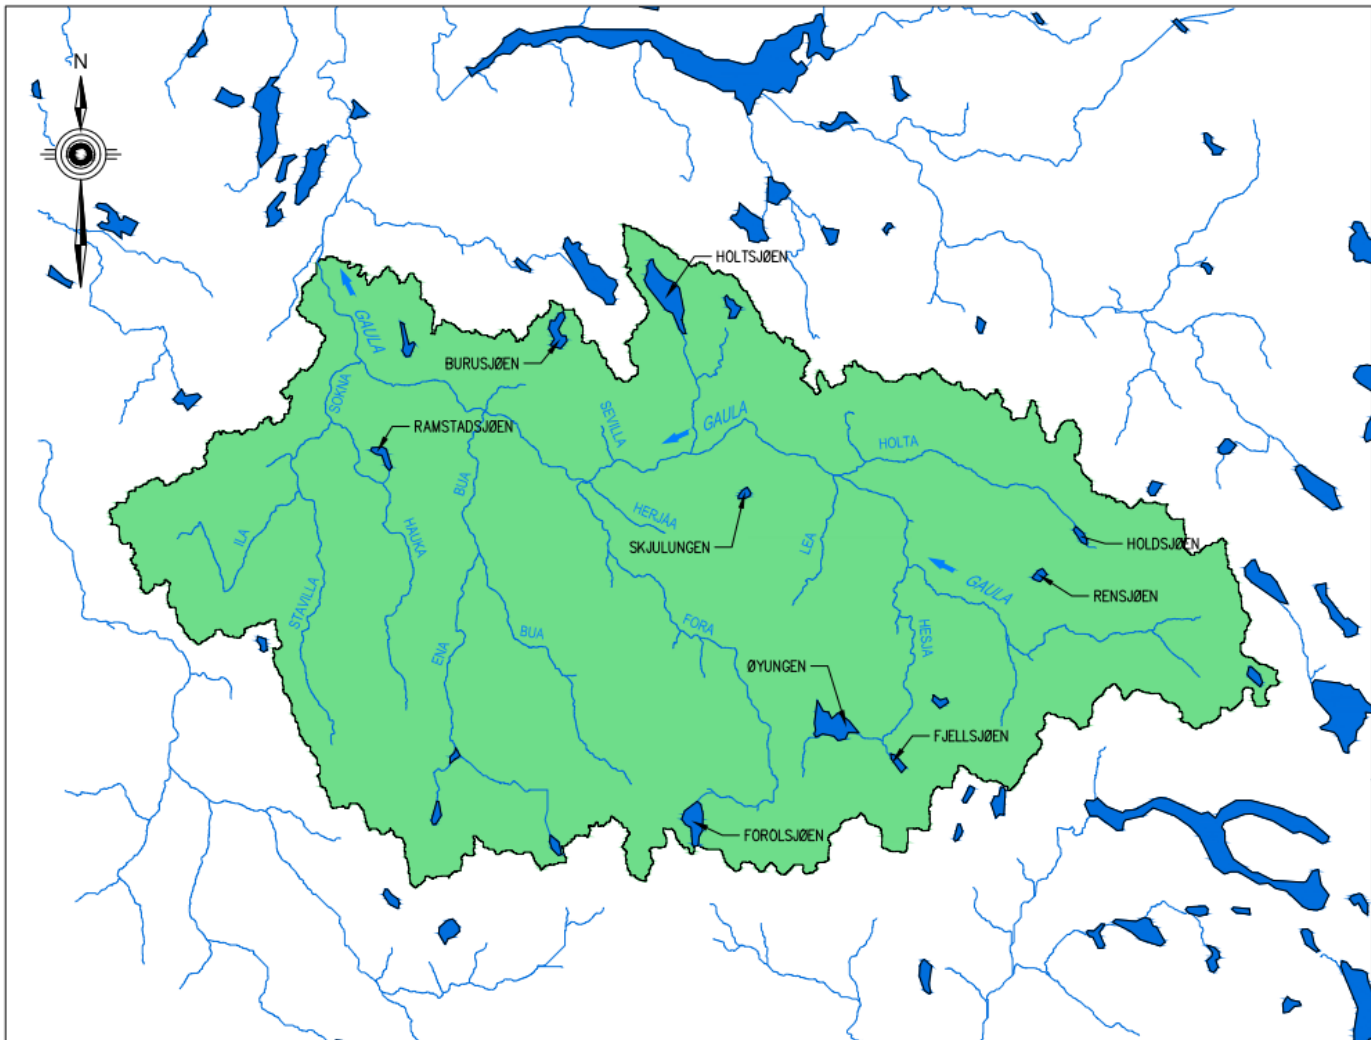 N
HOLTSJØEN
GAULA
BURUSJØEN
SOKNA
SEVILLA
GAULA
RAMSTADSJØEN
HOLTA
BUA
HERJÅA
HAUKA
ILA
SKJULUNGEN
LEA
HOLDSJØEN
GAULA
RENSJØEN
STAVILLA
BUA
FORA
HESJA
ENA
ØYUNGEN
FJELLSJØEN
FOROLSJØEN